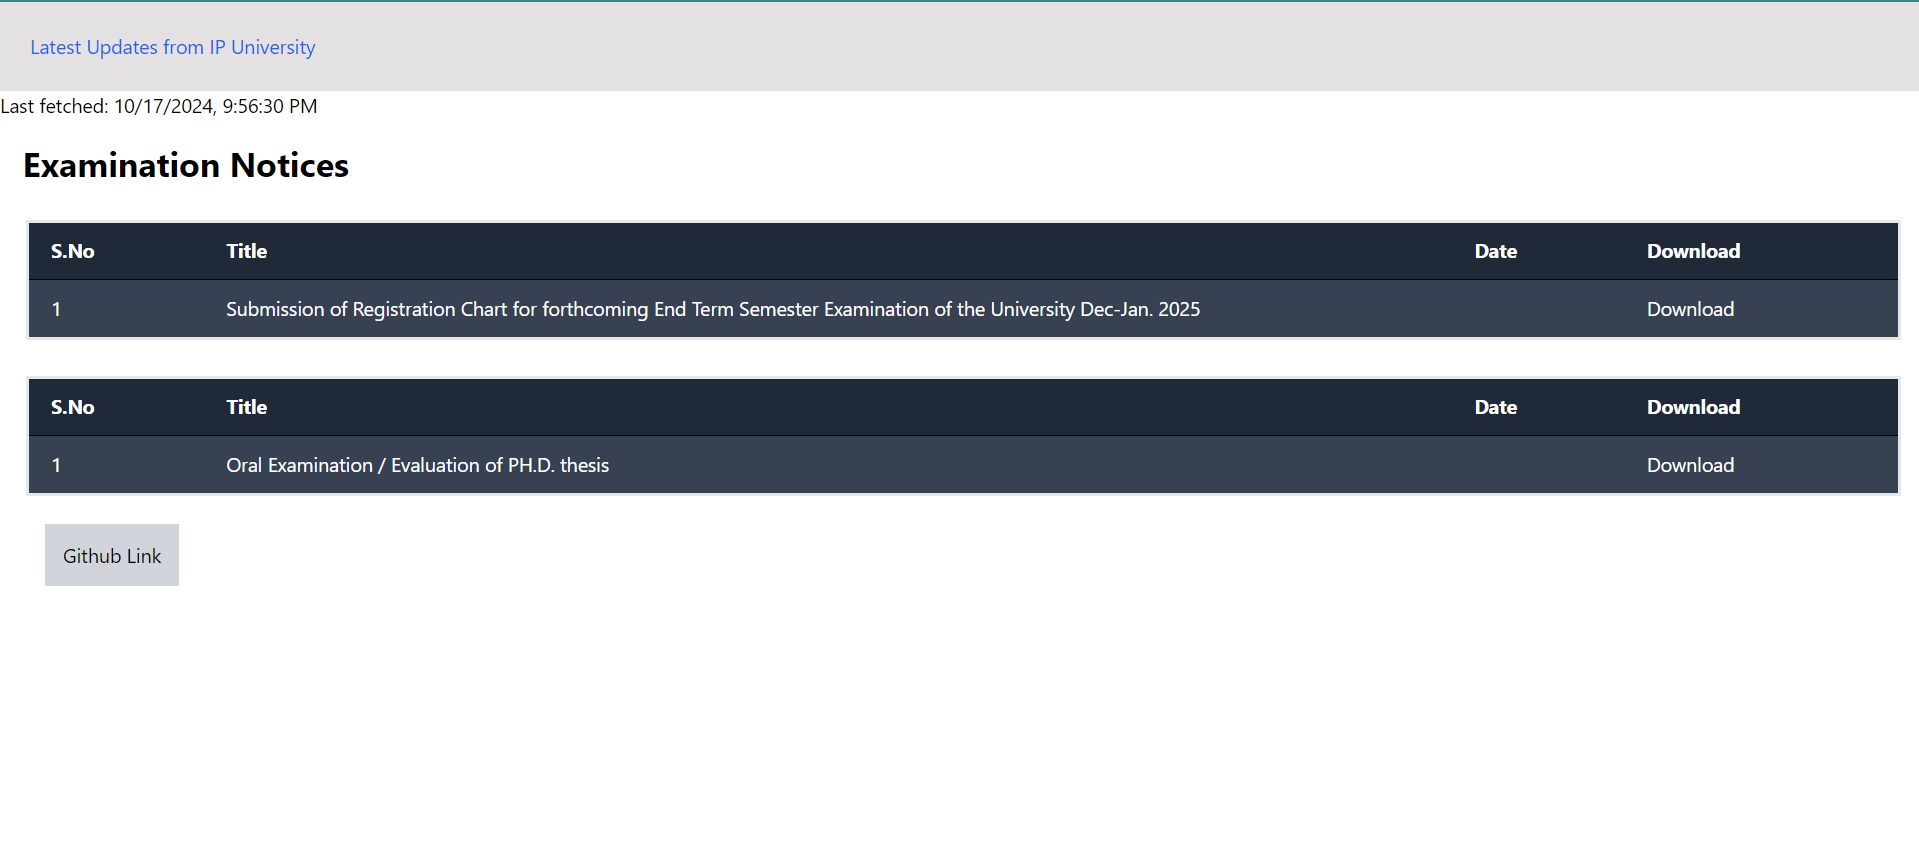 Latest Updates from IP University
Last fetched: 10/17/2024, 9:56:30 PM
Examination Notices
S.No Title Date Download
1 Submission of Registration Chart for forthcoming End Term Semester Examination of the University Dec-Jan. 2025 Download
S.No Title Date Download
1 Oral Examination / Evaluation of PH.D. thesis Download
Github Link